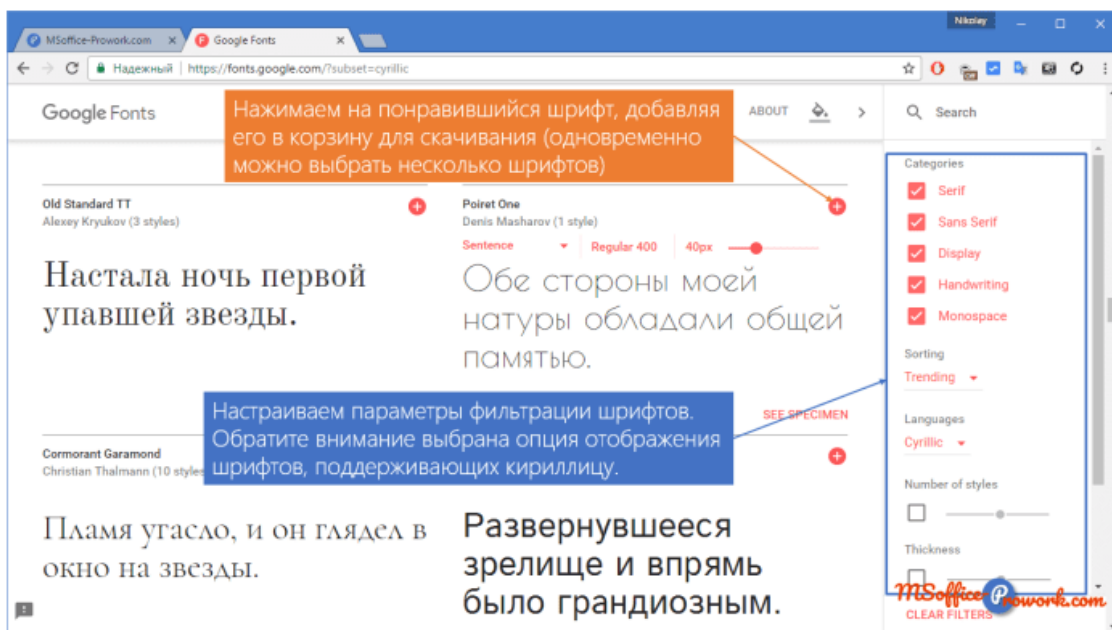 Nikolay
MSoffice-Prowork.com
Google Fonts
Надежный https://fonts.google.com/?subset=cyrillic
Google Fonts
ABOUT
Search
Нажимаем на понравившийся шрифт, добавляя
его в корзину для скачивания (одновременно
можно выбрать несколько шрифтов)
Old Standard TT
Alexey Kryukov (3 styles)
Настала ночь первой
упавшей звезды.
Poiret One
Denis Masharov (1 style)
Sentence Regular 400 40px
Обе стороны моей
натуры обладали общей
памятью.
SEE SPECIMEN
Настраиваем параметры фильтрации шрифтов.
Обратите внимание выбрана опция отображения
шрифтов, поддерживающих кириллицу.
Cormorant Garamond
Christian Thalmann (10 styles
Пламя угасло, и он глядел в
окно на звезды.
Развернувшееся
зрелище и впрямь
было грандиозным.
Categories
Serif
Sans Serif
Display
Handwriting
Monospace
Sorting
Trending
Languages
Cyrillic
Number of styles
Thickness
CLEAR FILTERS
MSoffice-Prowork.com